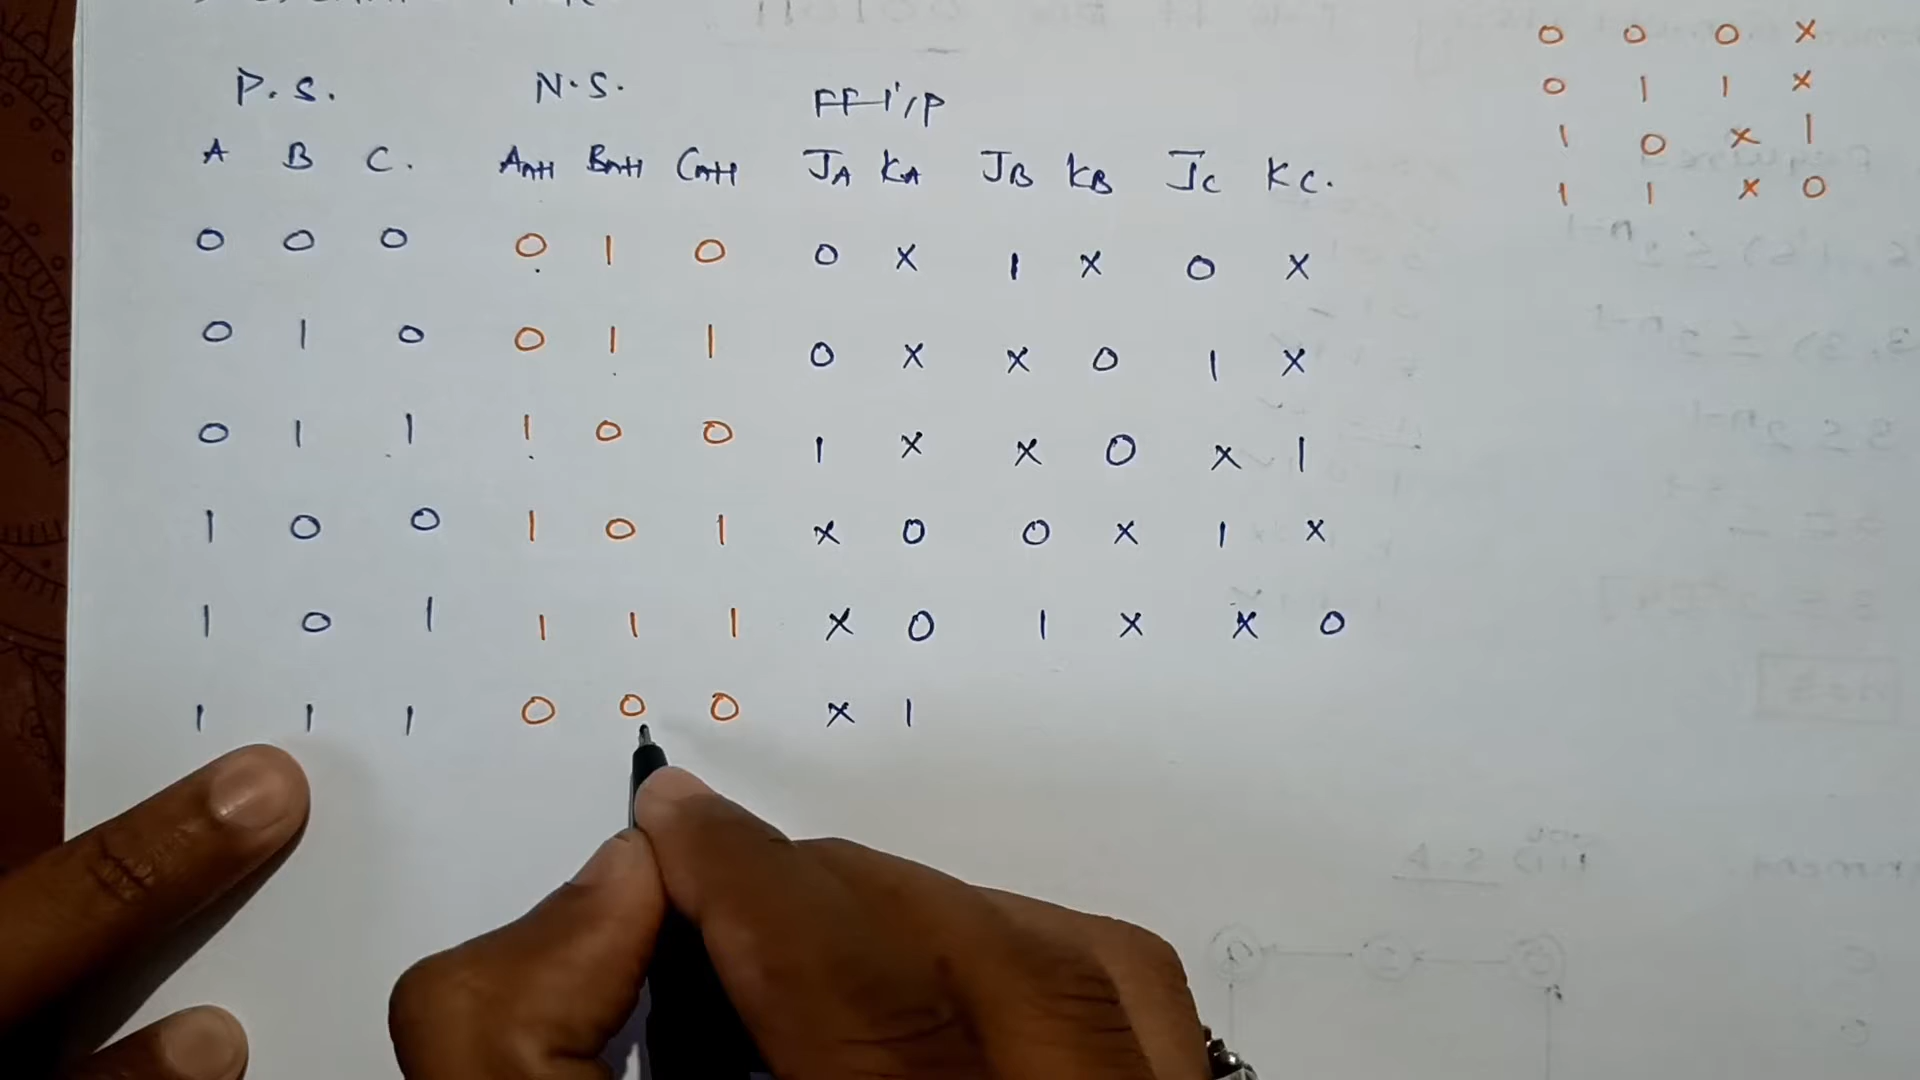 P.S. N.S. FF i/p
A B C. An+1 Bn+1 Cn+1 JA KA JB KB JC KC.
0 0 0 0 1 0 0 x 1 x 0 x
0 1 0 0 1 1 0 x x 0 1 x
0 1 1 1 0 0 1 x x 0 x 1
1 0 0 1 0 1 x 0 0 x 1 x
1 0 1 1 1 1 x 0 1 x x 0
1 1 1 0 0 0 x 1
0 0 0 x
0 1 1 x
1 0 x 1
1 1 x 0